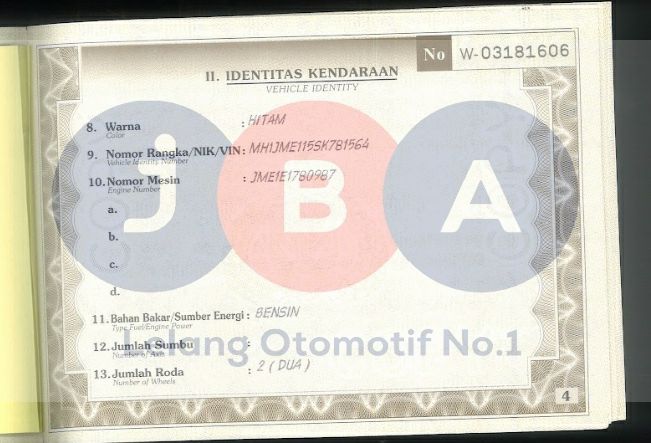 No W-03181606
II. IDENTITAS KENDARAAN
VEHICLE IDENTITY
8. Warna : HITAM
Color
9. Nomor Rangka/NIK/VIN : MH1JME115SK781564
Vehicle Identity Number
10. Nomor Mesin : JME1E1780987
Engine Number
a.
b.
c.
d.
11. Bahan Bakar/Sumber Energi : BENSIN
Type Fuel/Engine Power
12. Jumlah Sumbu :
Number of Axle
13. Jumlah Roda : 2 ( DUA )
Number of Wheels
4
J B A
Lelang Otomotif No.1